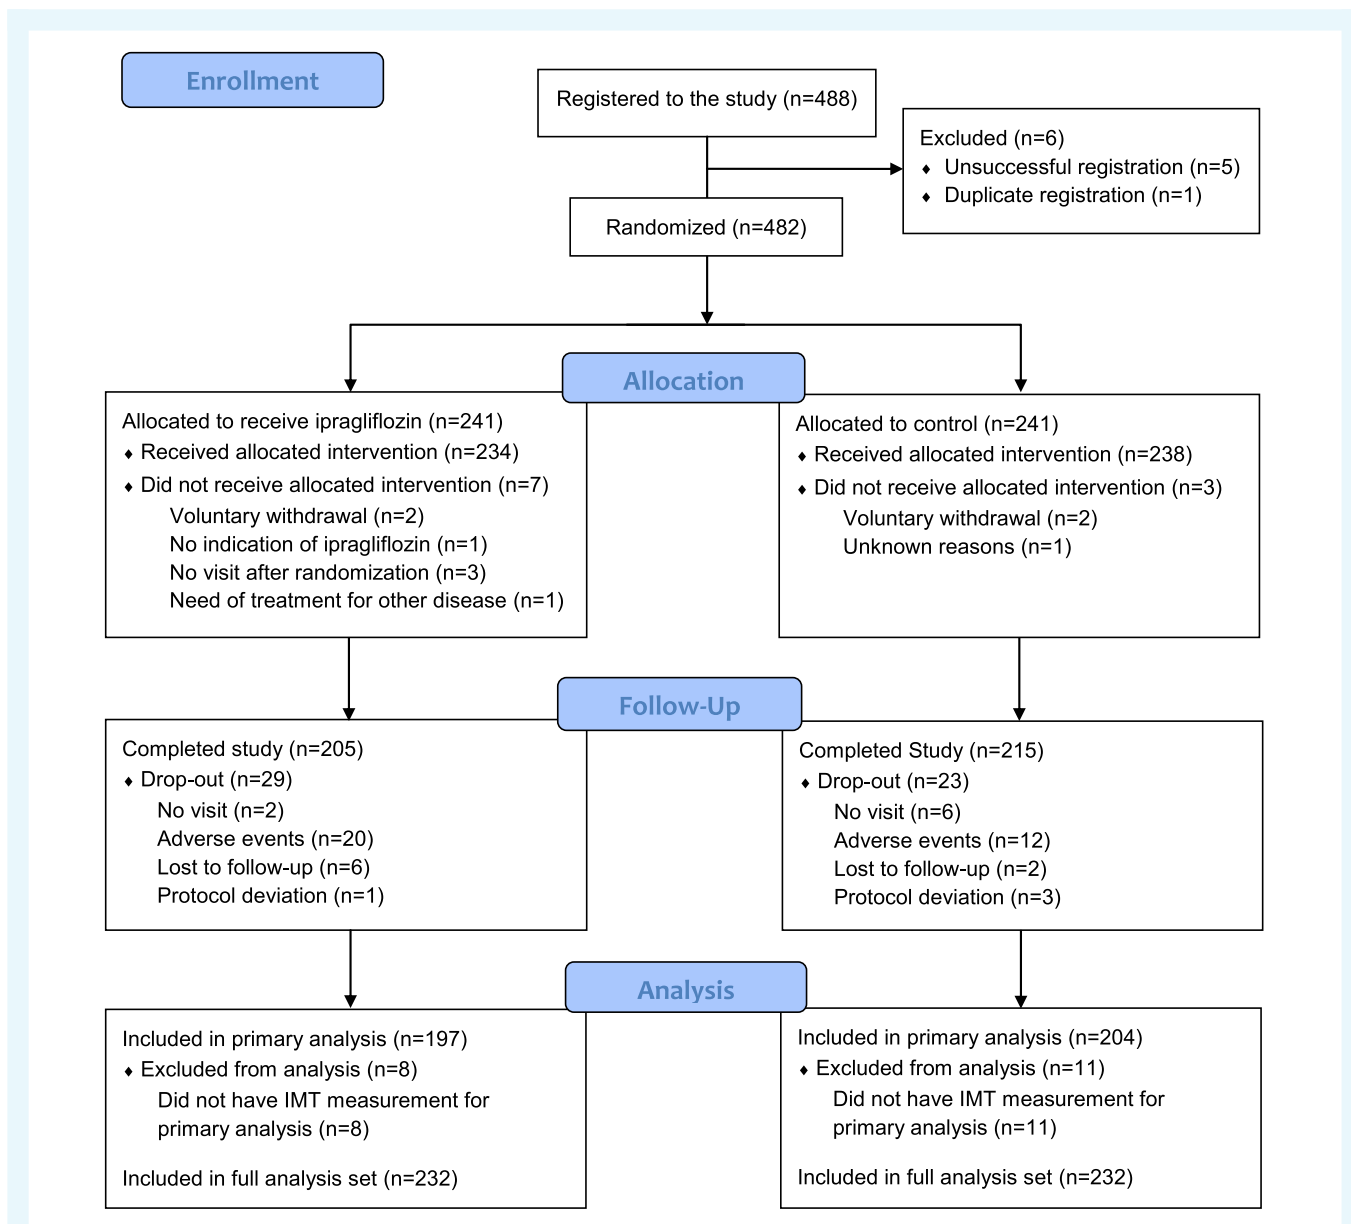 Enrollment
Registered to the study (n=488)
Excluded (n=6)
♦ Unsuccessful registration (n=5)
♦ Duplicate registration (n=1)
Randomized (n=482)
Allocation
Allocated to receive ipragliflozin (n=241)
♦ Received allocated intervention (n=234)
♦ Did not receive allocated intervention (n=7)
Voluntary withdrawal (n=2)
No indication of ipragliflozin (n=1)
No visit after randomization (n=3)
Need of treatment for other disease (n=1)
Allocated to control (n=241)
♦ Received allocated intervention (n=238)
♦ Did not receive allocated intervention (n=3)
Voluntary withdrawal (n=2)
Unknown reasons (n=1)
Follow-Up
Completed study (n=205)
♦ Drop-out (n=29)
No visit (n=2)
Adverse events (n=20)
Lost to follow-up (n=6)
Protocol deviation (n=1)
Completed Study (n=215)
♦ Drop-out (n=23)
No visit (n=6)
Adverse events (n=12)
Lost to follow-up (n=2)
Protocol deviation (n=3)
Analysis
Included in primary analysis (n=197)
♦ Excluded from analysis (n=8)
Did not have IMT measurement for
primary analysis (n=8)
Included in full analysis set (n=232)
Included in primary analysis (n=204)
♦ Excluded from analysis (n=11)
Did not have IMT measurement for
primary analysis (n=11)
Included in full analysis set (n=232)